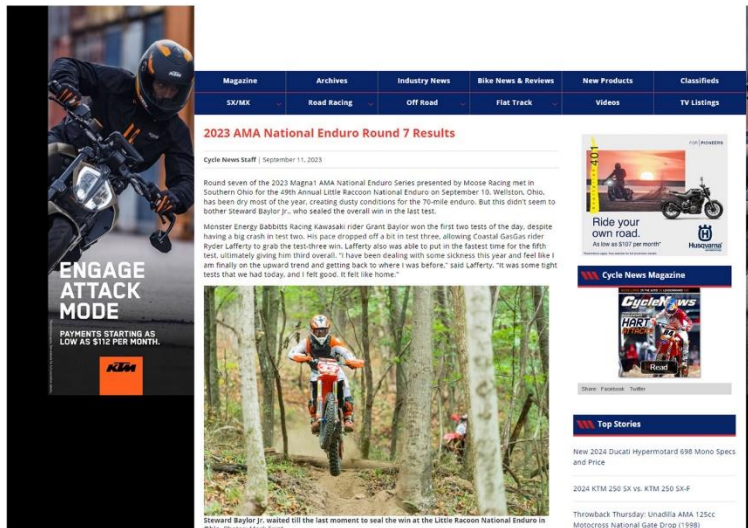 Magazine
Archives
Industry News
Bike News & Reviews
New Products
Classifieds
SX/MX
Road Racing
Off Road
Flat Track
Videos
TV Listings
2023 AMA National Enduro Round 7 Results
Cycle News Staff | September 11, 2023
Round seven of the 2023 Magna1 AMA National Enduro Series presented by Moose Racing met in
Southern Ohio for the 49th Annual Little Raccoon National Enduro on September 10. Wellston, Ohio,
has been dry most of the year, creating dusty conditions for the 70-mile enduro. But this didn't seem to
bother Steward Baylor Jr., who sealed the overall win in the last test.
Monster Energy Babbitts Racing Kawasaki rider Grant Baylor won the first two tests of the day, despite
having a big crash in test two. His pace dropped off a bit in test three, allowing Coastal GasGas rider
Ryder Lafferty to grab the test-three win. Lafferty also was able to put in the fastest time for the fifth
test, ultimately giving him third overall. "I have been dealing with some sickness this year and feel like I
am finally on the upward trend and getting back to where I was before," said Lafferty. "It was some tight
tests that we had today, and I felt good. It felt like home."
Steward Baylor Jr. waited till the last moment to seal the win at the Little Racoon National Enduro in
ENGAGE
ATTACK
MODE
PAYMENTS STARTING AS
LOW AS $112 PER MONTH.
KTM
FOR PIONEERS
401
Ride your
own road.
As low as $107 per month*
Husqvarna
Cycle News Magazine
Cycle News
HART
ATTACK
Read
Share Facebook Twitter
Top Stories
New 2024 Ducati Hypermotard 698 Mono Specs
and Price
2024 KTM 250 SX vs. KTM 250 SX-F
Throwback Thursday: Unadilla AMA 125cc
Motocross National Gate Drop (1998)